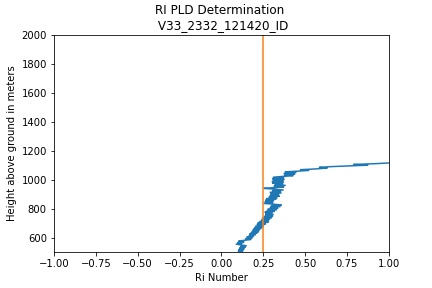 RI PLD Determination
V33_2332_121420_ID
Height above ground in meters
2000
1800
1600
1400
1200
1000
800
600
−1.00 −0.75 −0.50 −0.25 0.00 0.25 0.50 0.75 1.00
Ri Number